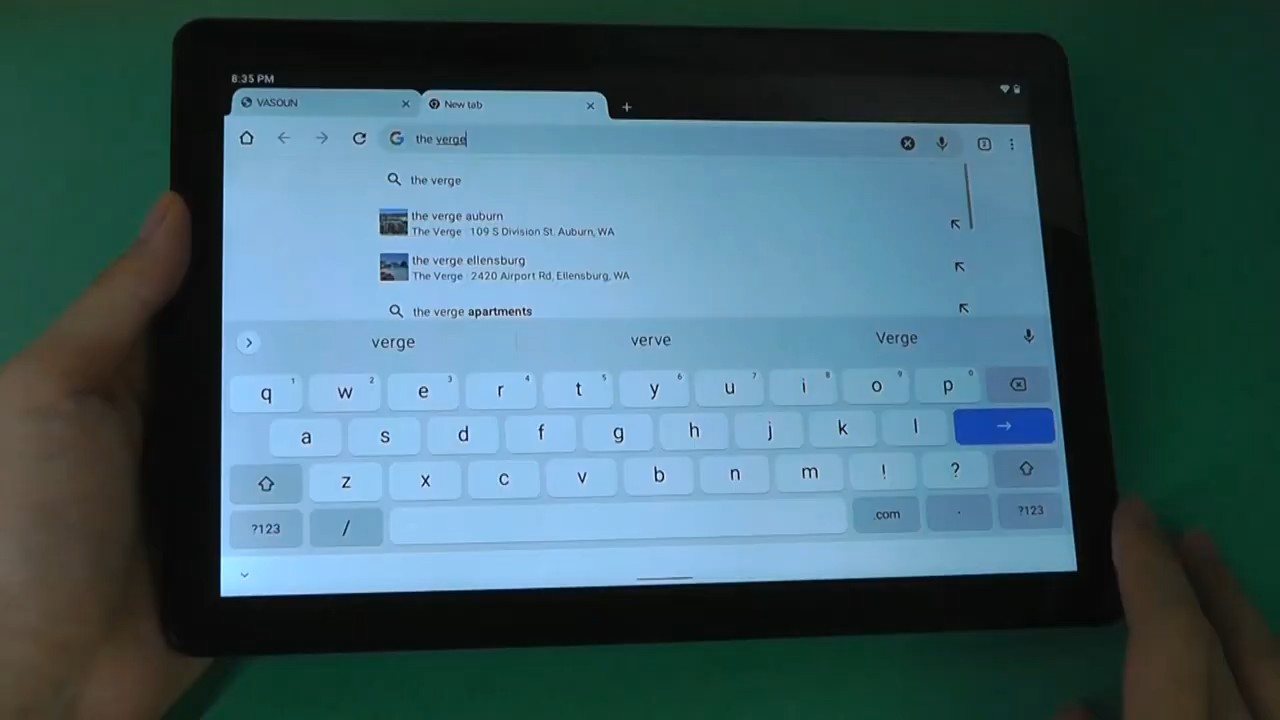 8:35 PM
VASOUN
New tab
the verge
the verge
the verge auburn
The Verge 109 S Division St, Auburn, WA
the verge ellensburg
The Verge 2420 Airport Rd, Ellensburg, WA
the verge apartments
verge verve Verge
q 1 w 2 e 3 r 4 t 5 y 6 u 7 i 8 o 9 p 0
a s d f g h j k l
z x c v b n m ! ?
?123 / .com . ?123